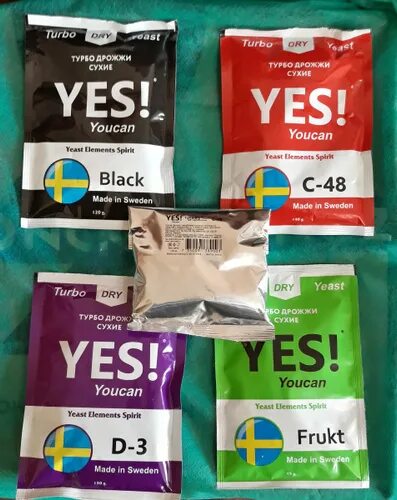 Turbo DRY Yeast
ТУРБО ДРОЖЖИ
СУХИЕ
YES!
Youcan
Yeast Elements Spirit
Black
Made in Sweden
Turbo DRY Yeast
ТУРБО ДРОЖЖИ
СУХИЕ
YES!
Youcan
Yeast Elements Spirit
C-48
Made in Sweden
YES!
Turbo DRY Yeast
ТУРБО ДРОЖЖИ
СУХИЕ
YES!
Youcan
Yeast Elements Spirit
D-3
Made in Sweden
Turbo DRY Yeast
ТУРБО ДРОЖЖИ
СУХИЕ
YES!
Youcan
Yeast Elements Spirit
Frukt
Made in Sweden